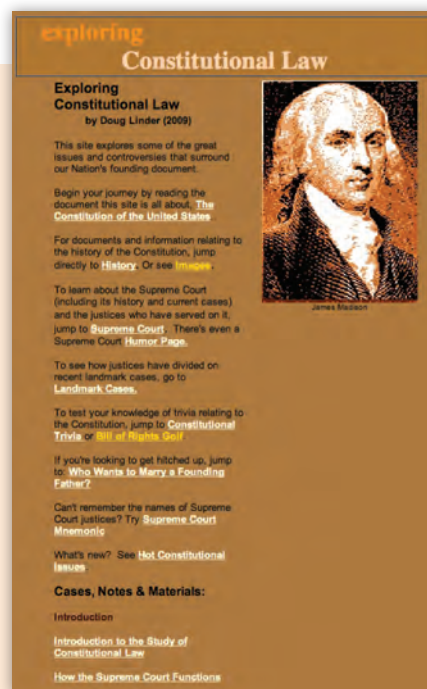 exploring
Constitutional Law
Exploring
Constitutional Law
by Doug Linder (2009)
This site explores some of the great
issues and controversies that surround
our Nation's founding document.
Begin your journey by reading the
document this site is all about, The
Constitution of the United States.
For documents and information relating to
the history of the Constitution, jump
directly to History. Or see Images.
To learn about the Supreme Court
(including its history and current cases)
and the justices who have served on it,
jump to Supreme Court. There's even a
Supreme Court Humor Page.
To see how justices have divided on
recent landmark cases, go to
Landmark Cases.
To test your knowledge of trivia relating to
the Constitution, jump to Constitutional
Trivia or Bill of Rights Golf.
If you're looking to get hitched up, jump
to: Who Wants to Marry a Founding
Father?
Can't remember the names of Supreme
Court justices? Try Supreme Court
Mnemonic
What's new? See Hot Constitutional
Issues.
Cases, Notes & Materials:
Introduction
Introduction to the Study of
Constitutional Law
How the Supreme Court Functions
James Madison